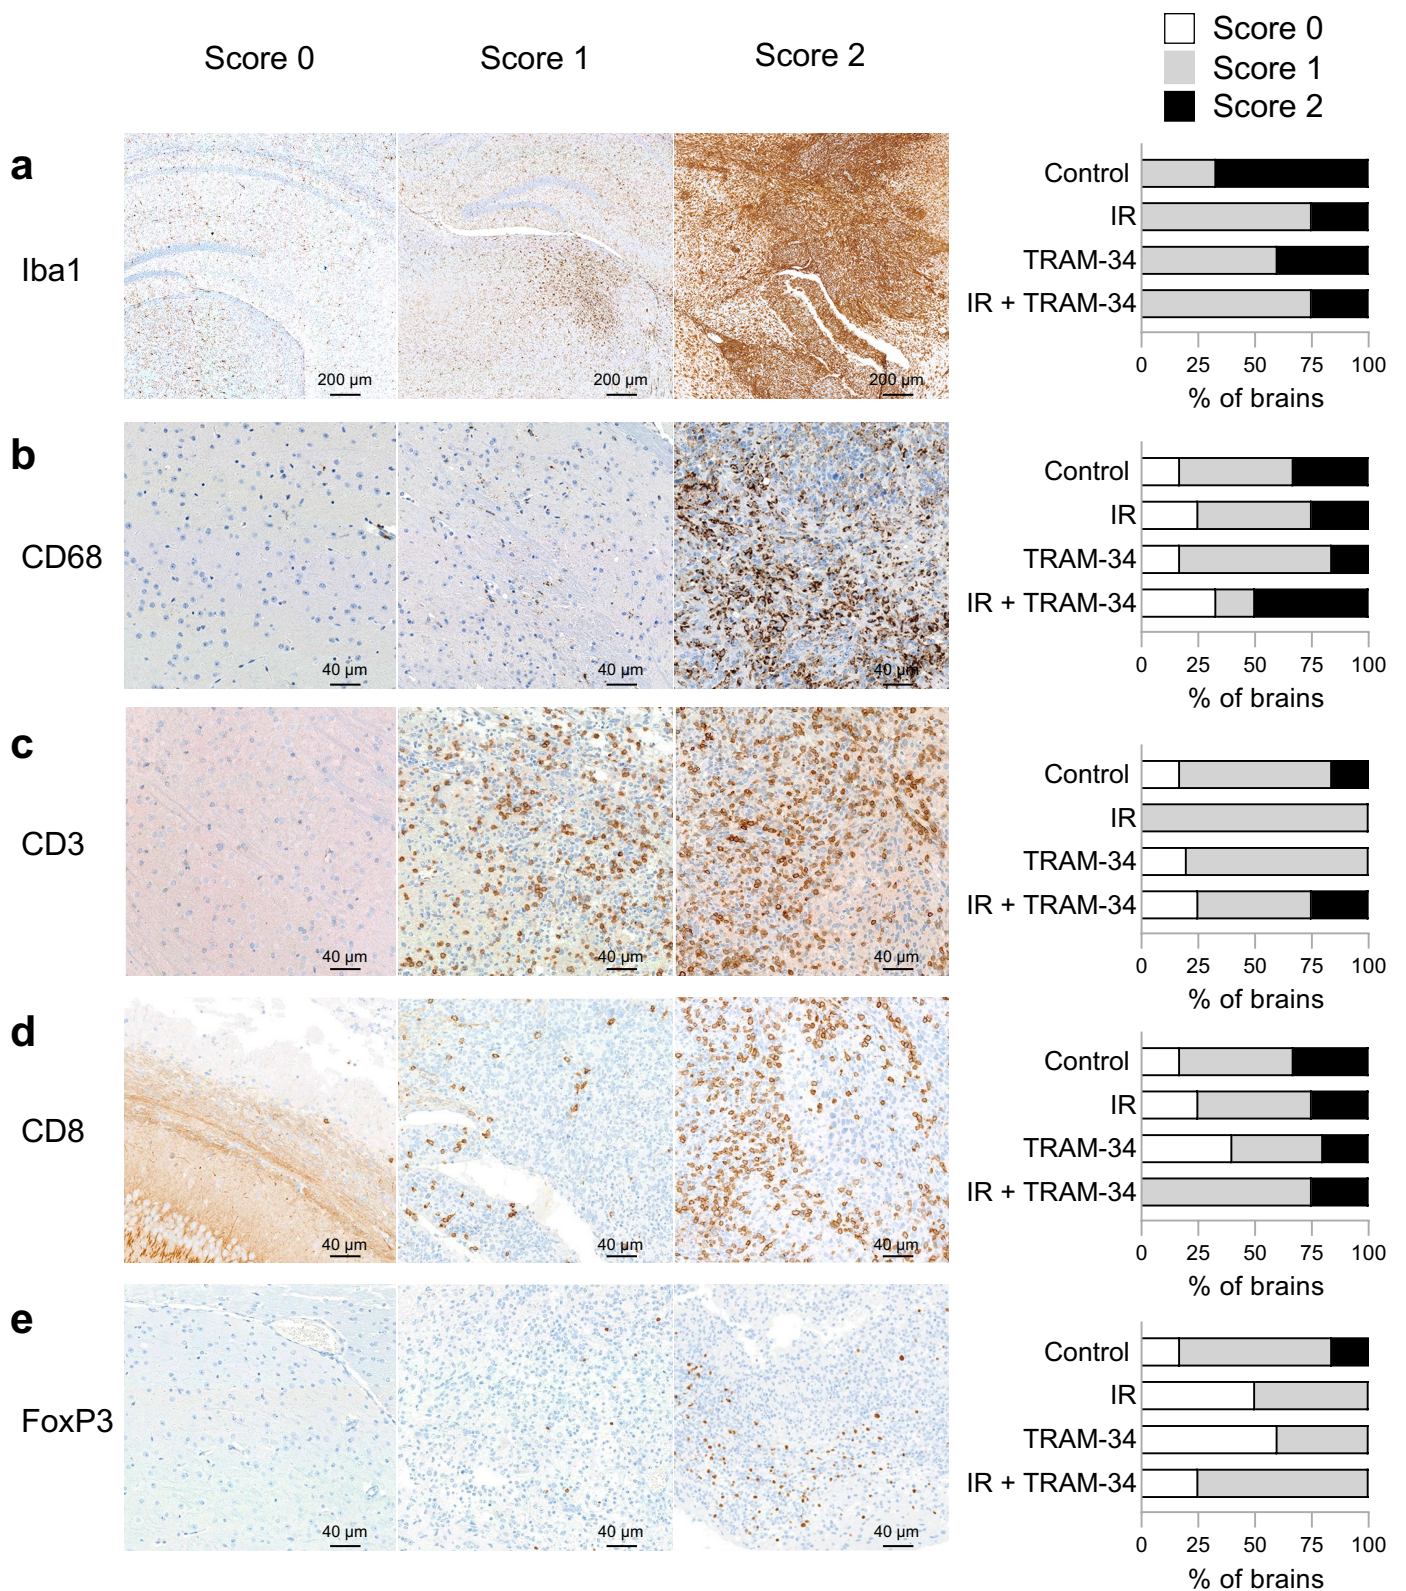 Score 0
Score 1
Score 2
Score 0
Score 1
Score 2
a
Iba1
200 µm
200 µm
200 µm
Control
IR
TRAM-34
IR + TRAM-34
0 25 50 75 100
% of brains
b
CD68
40 µm
40 µm
40 µm
Control
IR
TRAM-34
IR + TRAM-34
0 25 50 75 100
% of brains
c
CD3
40 µm
40 µm
40 µm
Control
IR
TRAM-34
IR + TRAM-34
0 25 50 75 100
% of brains
d
CD8
40 µm
40 µm
40 µm
Control
IR
TRAM-34
IR + TRAM-34
0 25 50 75 100
% of brains
e
FoxP3
40 µm
40 µm
40 µm
Control
IR
TRAM-34
IR + TRAM-34
0 25 50 75 100
% of brains